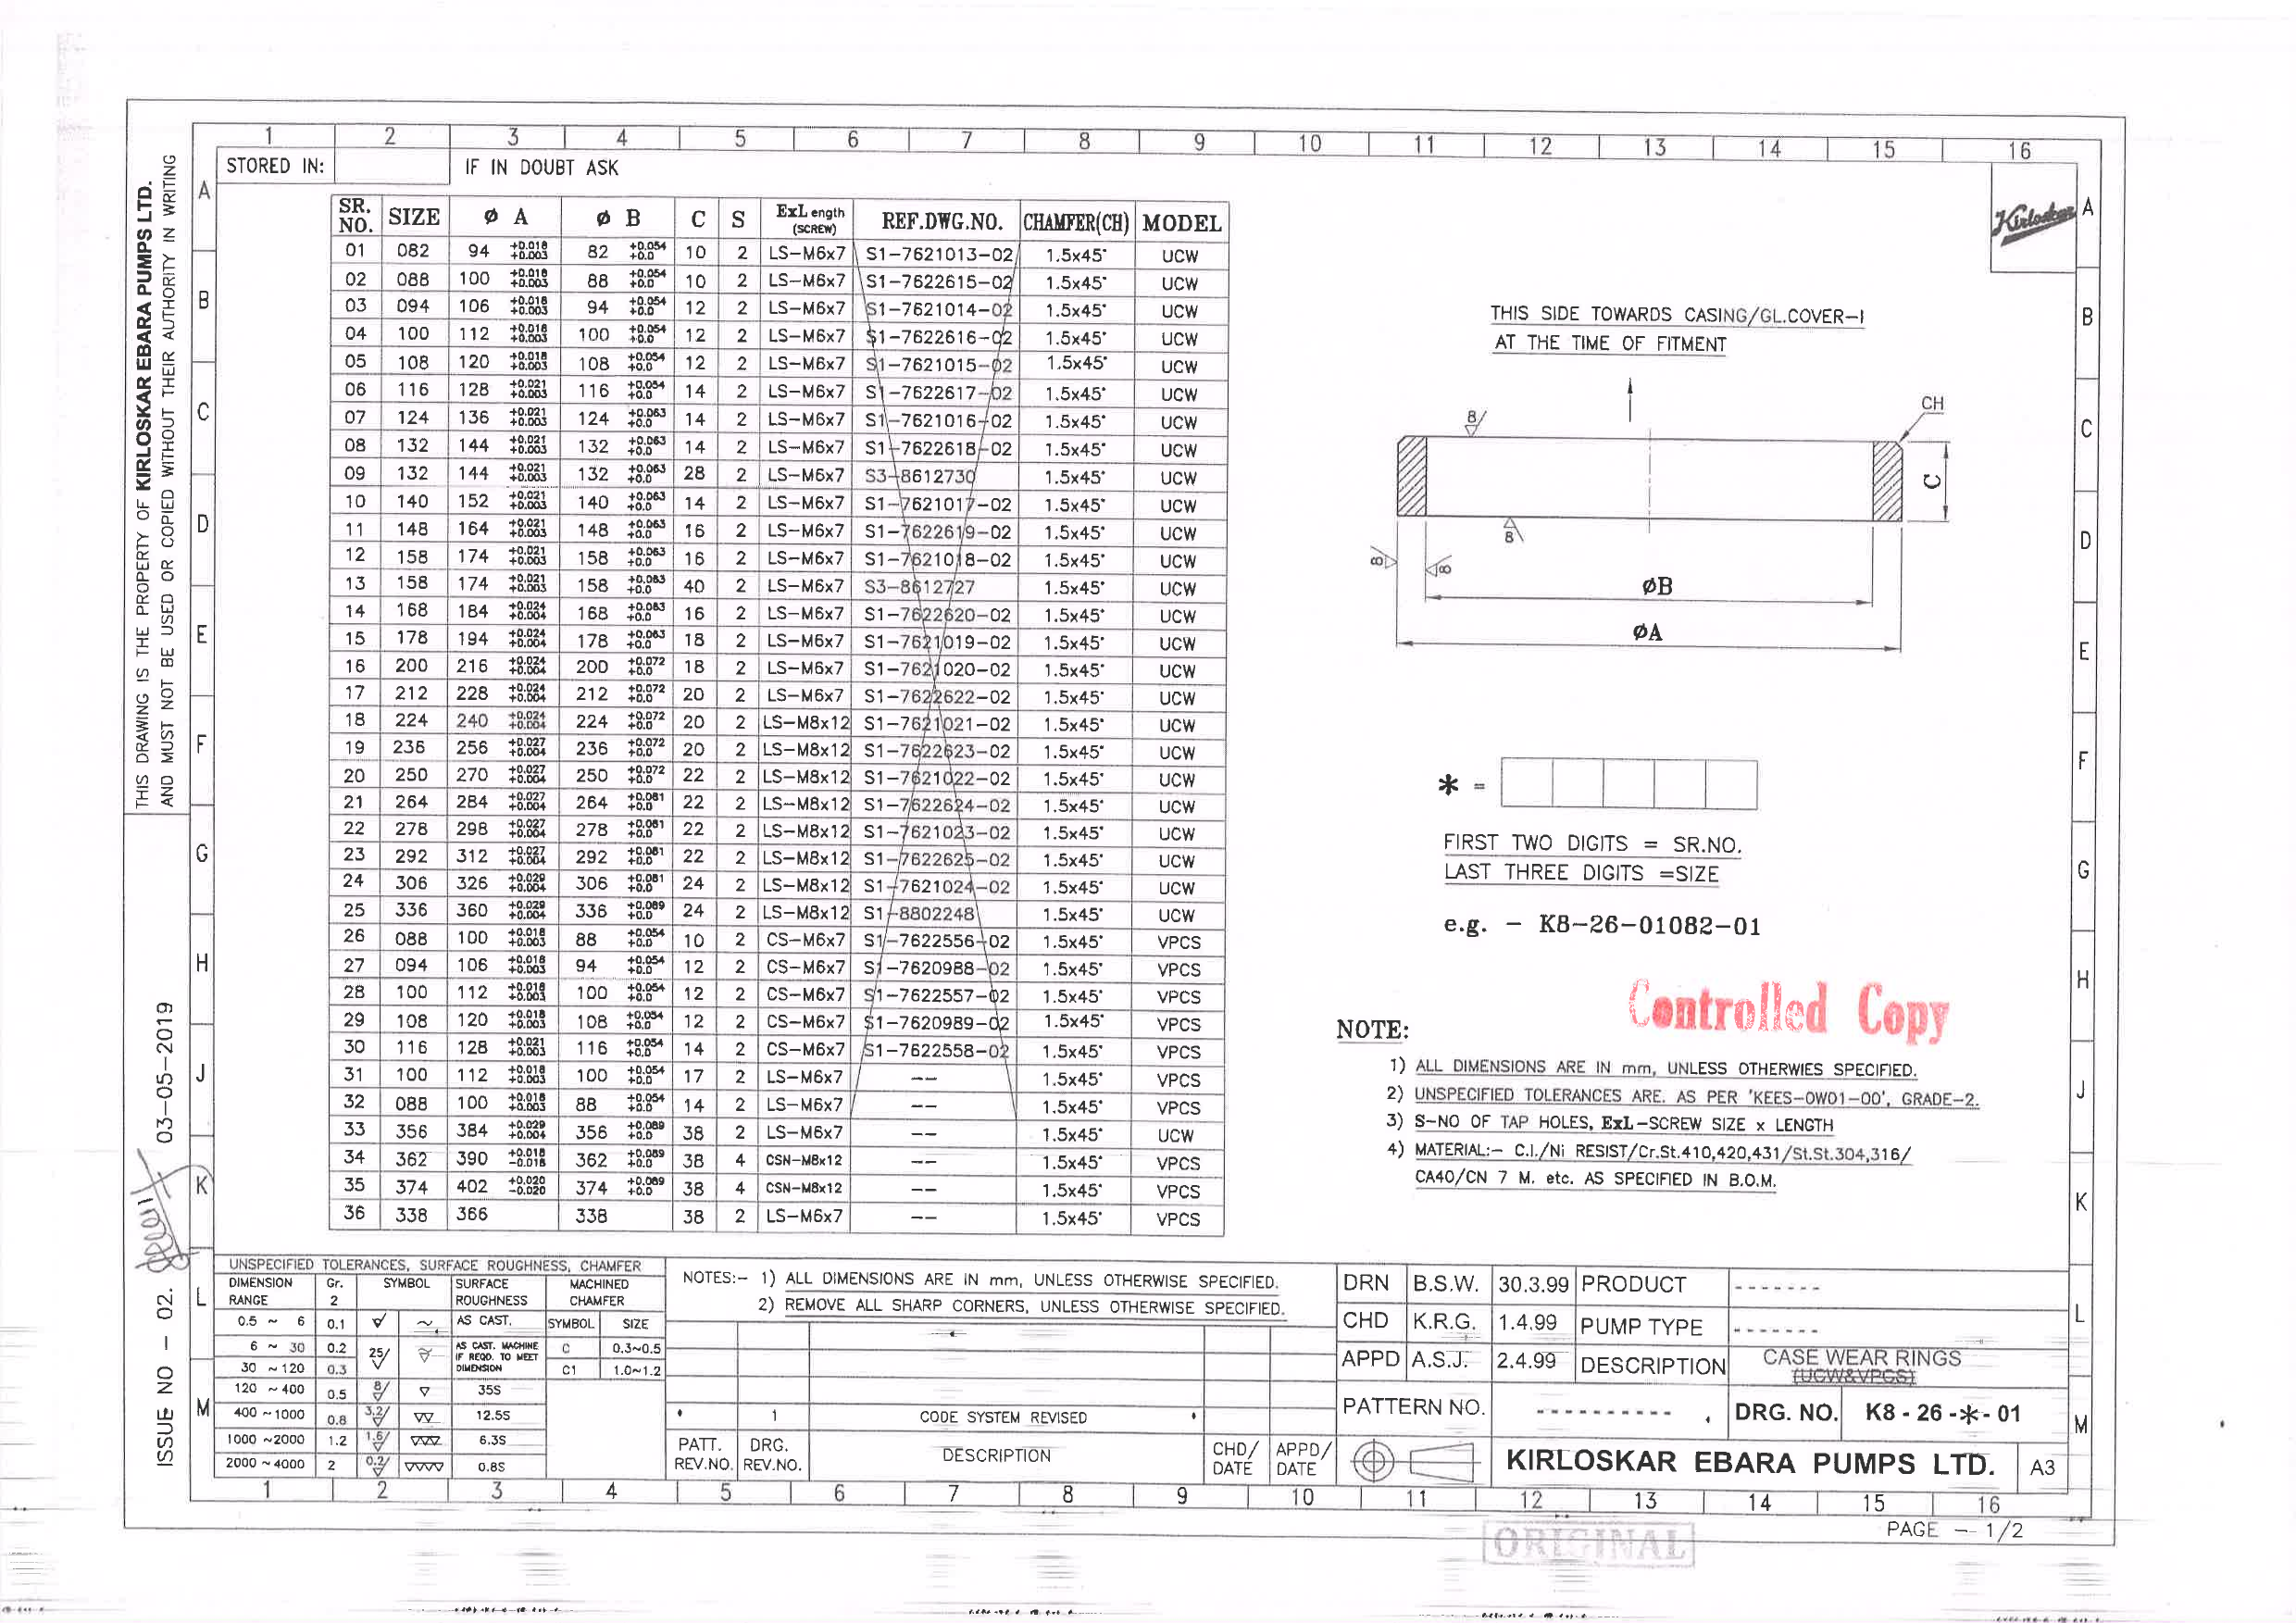 1 2 3 4 5 6 7 8 9 10 11 12 13 14 15 16
STORED IN: IF IN DOUBT ASK
Kirloskar
THIS DRAWING IS THE PROPERTY OF KIRLOSKAR EBARA PUMPS LTD.
AND MUST NOT BE USED OR COPIED WITHOUT THEIR AUTHORITY IN WRITING
ISSUE NO - 02. 03-05-2019
A
B
C
D
E
F
G
H
J
K
L
M
SR. NO. SIZE Ø A Ø B C S ExLength (SCREW) REF.DWG.NO. CHAMFER(CH) MODEL
01 082 94 +0.018 +0.003 82 +0.054 +0.0 10 2 LS-M6x7 S1-7621013-02 1.5x45° UCW
02 088 100 +0.018 +0.003 88 +0.054 +0.0 10 2 LS-M6x7 S1-7622615-02 1.5x45° UCW
03 094 106 +0.018 +0.003 94 +0.054 +0.0 12 2 LS-M6x7 S1-7621014-02 1.5x45° UCW
04 100 112 +0.018 +0.003 100 +0.054 +0.0 12 2 LS-M6x7 S1-7622616-02 1.5x45° UCW
05 108 120 +0.018 +0.003 108 +0.054 +0.0 12 2 LS-M6x7 S1-7621015-02 1.5x45° UCW
06 116 128 +0.021 +0.003 116 +0.054 +0.0 14 2 LS-M6x7 S1-7622617-02 1.5x45° UCW
07 124 136 +0.021 +0.003 124 +0.063 +0.0 14 2 LS-M6x7 S1-7621016-02 1.5x45° UCW
08 132 144 +0.021 +0.003 132 +0.063 +0.0 14 2 LS-M6x7 S1-7622618-02 1.5x45° UCW
09 132 144 +0.021 +0.003 132 +0.063 +0.0 28 2 LS-M6x7 S3-8612730 1.5x45° UCW
10 140 152 +0.021 +0.003 140 +0.063 +0.0 14 2 LS-M6x7 S1-7621017-02 1.5x45° UCW
11 148 164 +0.021 +0.003 148 +0.063 +0.0 16 2 LS-M6x7 S1-7622619-02 1.5x45° UCW
12 158 174 +0.021 +0.003 158 +0.063 +0.0 16 2 LS-M6x7 S1-7621018-02 1.5x45° UCW
13 158 174 +0.021 +0.003 158 +0.063 +0.0 40 2 LS-M6x7 S3-8612727 1.5x45° UCW
14 168 184 +0.024 +0.004 168 +0.063 +0.0 16 2 LS-M6x7 S1-7622620-02 1.5x45° UCW
15 178 194 +0.024 +0.004 178 +0.063 +0.0 18 2 LS-M6x7 S1-7621019-02 1.5x45° UCW
16 200 216 +0.024 +0.004 200 +0.072 +0.0 18 2 LS-M6x7 S1-7621020-02 1.5x45° UCW
17 212 228 +0.024 +0.004 212 +0.072 +0.0 20 2 LS-M6x7 S1-7622622-02 1.5x45° UCW
18 224 240 +0.024 +0.004 224 +0.072 +0.0 20 2 LS-M8x12 S1-7621021-02 1.5x45° UCW
19 236 256 +0.027 +0.004 236 +0.072 +0.0 20 2 LS-M8x12 S1-7622623-02 1.5x45° UCW
20 250 270 +0.027 +0.004 250 +0.072 +0.0 22 2 LS-M8x12 S1-7621022-02 1.5x45° UCW
21 264 284 +0.027 +0.004 264 +0.081 +0.0 22 2 LS-M8x12 S1-7622624-02 1.5x45° UCW
22 278 298 +0.027 +0.004 278 +0.081 +0.0 22 2 LS-M8x12 S1-7621023-02 1.5x45° UCW
23 292 312 +0.027 +0.004 292 +0.081 +0.0 22 2 LS-M8x12 S1-7622625-02 1.5x45° UCW
24 306 326 +0.029 +0.004 306 +0.081 +0.0 24 2 LS-M8x12 S1-7621024-02 1.5x45° UCW
25 336 360 +0.029 +0.004 336 +0.089 +0.0 24 2 LS-M8x12 S1-8802248 1.5x45° UCW
26 088 100 +0.018 +0.003 88 +0.054 +0.0 10 2 CS-M6x7 S1-7622556-02 1.5x45° VPCS
27 094 106 +0.018 +0.003 94 +0.054 +0.0 12 2 CS-M6x7 S1-7620988-02 1.5x45° VPCS
28 100 112 +0.018 +0.003 100 +0.054 +0.0 12 2 CS-M6x7 S1-7622557-02 1.5x45° VPCS
29 108 120 +0.018 +0.003 108 +0.054 +0.0 12 2 CS-M6x7 S1-7620989-02 1.5x45° VPCS
30 116 128 +0.021 +0.003 116 +0.054 +0.0 14 2 CS-M6x7 S1-7622558-02 1.5x45° VPCS
31 100 112 +0.018 +0.003 100 +0.054 +0.0 17 2 LS-M6x7 -- 1.5x45° VPCS
32 088 100 +0.018 +0.003 88 +0.054 +0.0 14 2 LS-M6x7 -- 1.5x45° VPCS
33 356 384 +0.029 +0.004 356 +0.089 +0.0 38 2 LS-M6x7 -- 1.5x45° UCW
34 362 390 +0.018 -0.018 362 +0.089 +0.0 38 4 CSN-M8x12 -- 1.5x45° VPCS
35 374 402 +0.020 -0.020 374 +0.089 +0.0 38 4 CSN-M8x12 -- 1.5x45° VPCS
36 338 366 338 38 2 LS-M6x7 -- 1.5x45° VPCS
THIS SIDE TOWARDS CASING/GL.COVER-I
AT THE TIME OF FITMENT
CH
8
C
8
8
8
ØB
ØA
* =
FIRST TWO DIGITS = SR.NO.
LAST THREE DIGITS =SIZE
e.g. - K8-26-01082-01
Controlled Copy
NOTE:
1) ALL DIMENSIONS ARE IN mm, UNLESS OTHERWIES SPECIFIED.
2) UNSPECIFIED TOLERANCES ARE. AS PER 'KEES-0W01-00', GRADE-2.
3) S-NO OF TAP HOLES, ExL-SCREW SIZE x LENGTH
4) MATERIAL:- C.I./Ni RESIST/Cr.St.410,420,431/St.St.304,316/
CA40/CN 7 M. etc. AS SPECIFIED IN B.O.M.
A
B
C
D
E
F
G
H
J
K
L
M
UNSPECIFIED TOLERANCES, SURFACE ROUGHNESS, CHAMFER
DIMENSION RANGE Gr. 2 SYMBOL SURFACE ROUGHNESS MACHINED CHAMFER
0.5 ~ 6 0.1 ~ AS CAST. SYMBOL SIZE
6 ~ 30 0.2 25 AS CAST. MACHINE IF REQD. TO MEET DIMENSION C 0.3~0.5
30 ~ 120 0.3 C1 1.0~1.2
120 ~ 400 0.5 8 35S
400 ~ 1000 0.8 3.2 12.5S
1000 ~2000 1.2 1.6 6.3S
2000 ~ 4000 2 0.2 0.8S
NOTES:- 1) ALL DIMENSIONS ARE IN mm, UNLESS OTHERWISE SPECIFIED.
2) REMOVE ALL SHARP CORNERS, UNLESS OTHERWISE SPECIFIED.
1 CODE SYSTEM REVISED
PATT. REV.NO. DRG. REV.NO. DESCRIPTION CHD/ DATE APPD/ DATE
DRN B.S.W. 30.3.99 PRODUCT -------
CHD K.R.G. 1.4.99 PUMP TYPE -------
APPD A.S.J. 2.4.99 DESCRIPTION CASE WEAR RINGS
(UCW&VPCS)
PATTERN NO. ---------- DRG. NO. K8 - 26 -*- 01
KIRLOSKAR EBARA PUMPS LTD. A3
1 2 3 4 5 6 7 8 9 10 11 12 13 14 15 16
PAGE -- 1/2
ORIGINAL